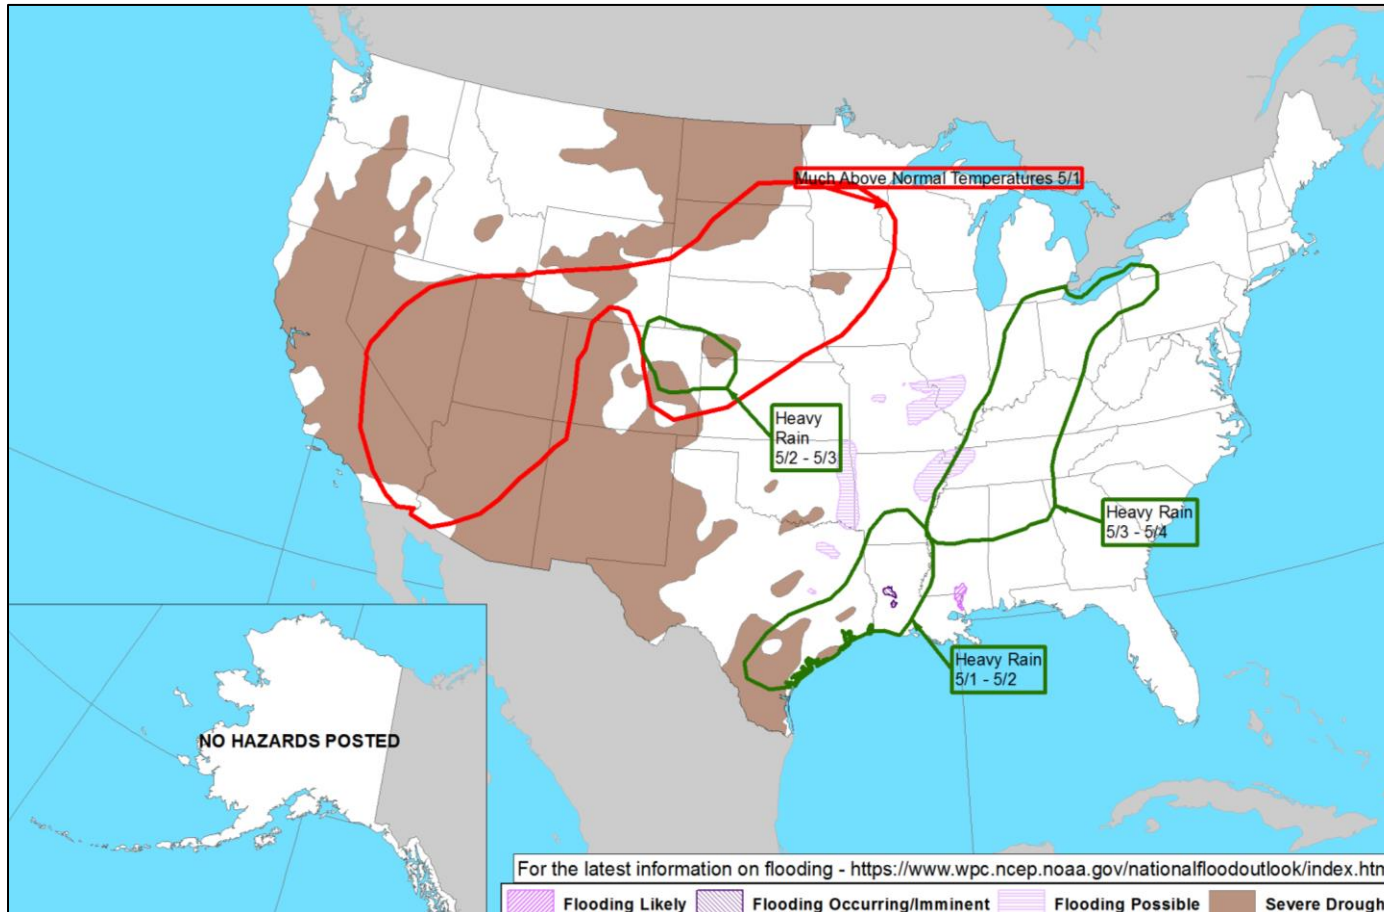 Much Above Normal Temperatures 5/1
Heavy
Rain
5/2 - 5/3
Heavy Rain
5/3 - 5/4
Heavy Rain
5/1 - 5/2
NO HAZARDS POSTED
For the latest information on flooding - https://www.wpc.ncep.noaa.gov/nationalfloodoutlook/index.htm
Flooding Likely
Flooding Occurring/Imminent
Flooding Possible
Severe Drough